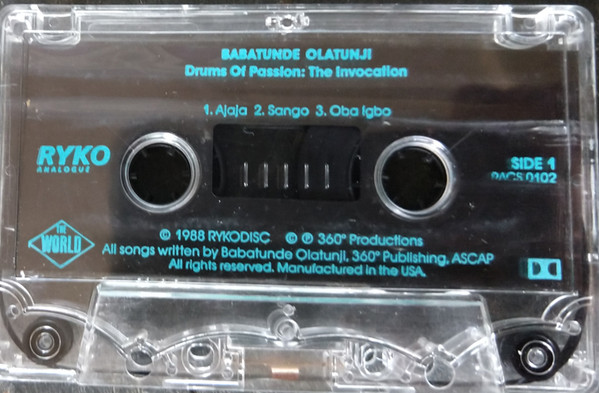 BABATUNDE OLATUNJI
Drums Of Passion: The Invocation
1. Ajaja 2. Sango 3. Oba Igbo
RYKO
ANALOGUE
SIDE 1
RACS 0102
THE
WORLD
© 1988 RYKODISC © ℗ 360° Productions
All songs written by Babatunde Olatunji, 360° Publishing, ASCAP
All rights reserved. Manufactured in the USA.